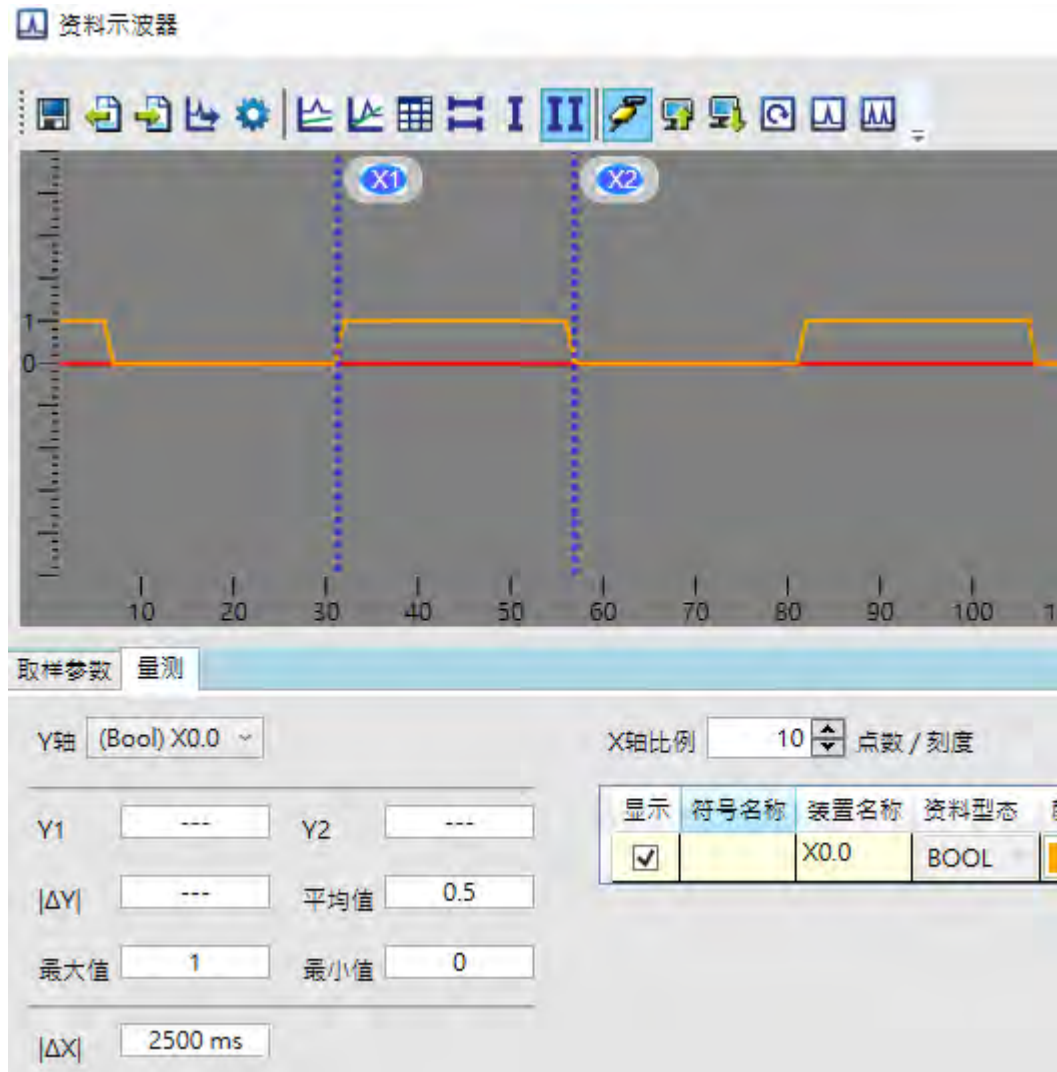 资料示波器
X1 X2
1
0
10 20 30 40 50 60 70 80 90 100
取样参数 量测
Y轴 (Bool) X0.0 X轴比例 10 点数 / 刻度
显示 符号名称 装置名称 资料型态
X0.0 BOOL
Y1 --- Y2 ---
|ΔY| --- 平均值 0.5
最大值 1 最小值 0
|ΔX| 2500 ms